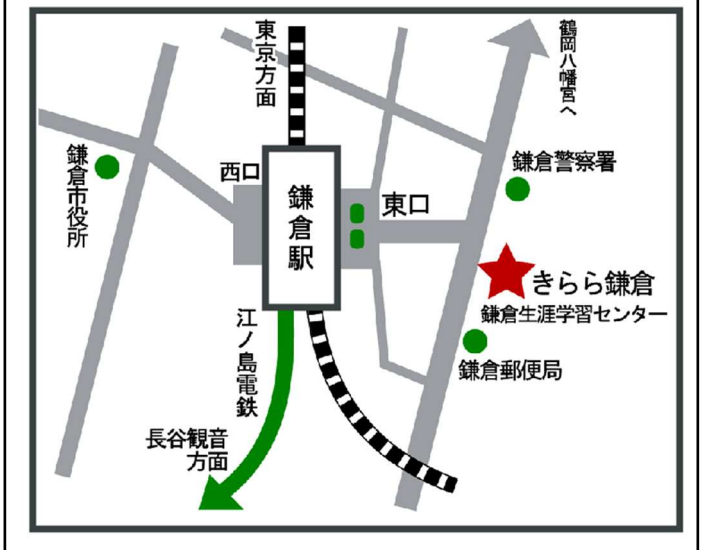 東京方面
鶴岡八幡宮へ
鎌倉市役所
西口
鎌倉駅
東口
鎌倉警察署
きらら鎌倉
鎌倉生涯学習センター
鎌倉郵便局
江ノ島電鉄
長谷観音
方面